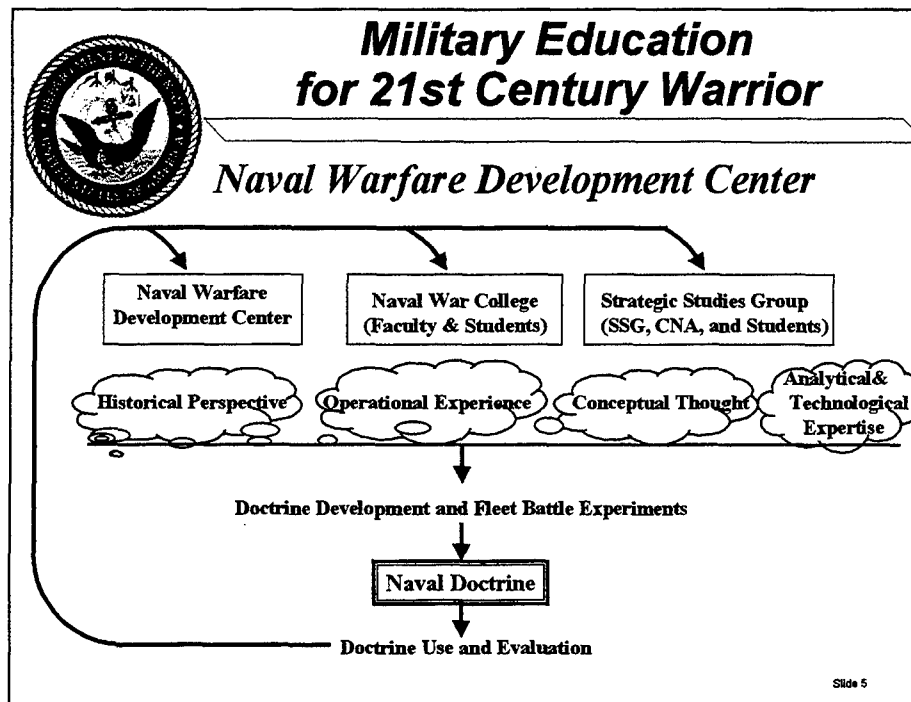 Military Education
for 21st Century Warrior
Naval Warfare Development Center
Naval Warfare
Development Center
Naval War College
(Faculty & Students)
Strategic Studies Group
(SSG, CNA, and Students)
Historical Perspective
Operational Experience
Conceptual Thought
Analytical&
Technological
Expertise
Doctrine Development and Fleet Battle Experiments
Naval Doctrine
Doctrine Use and Evaluation
Slide 5